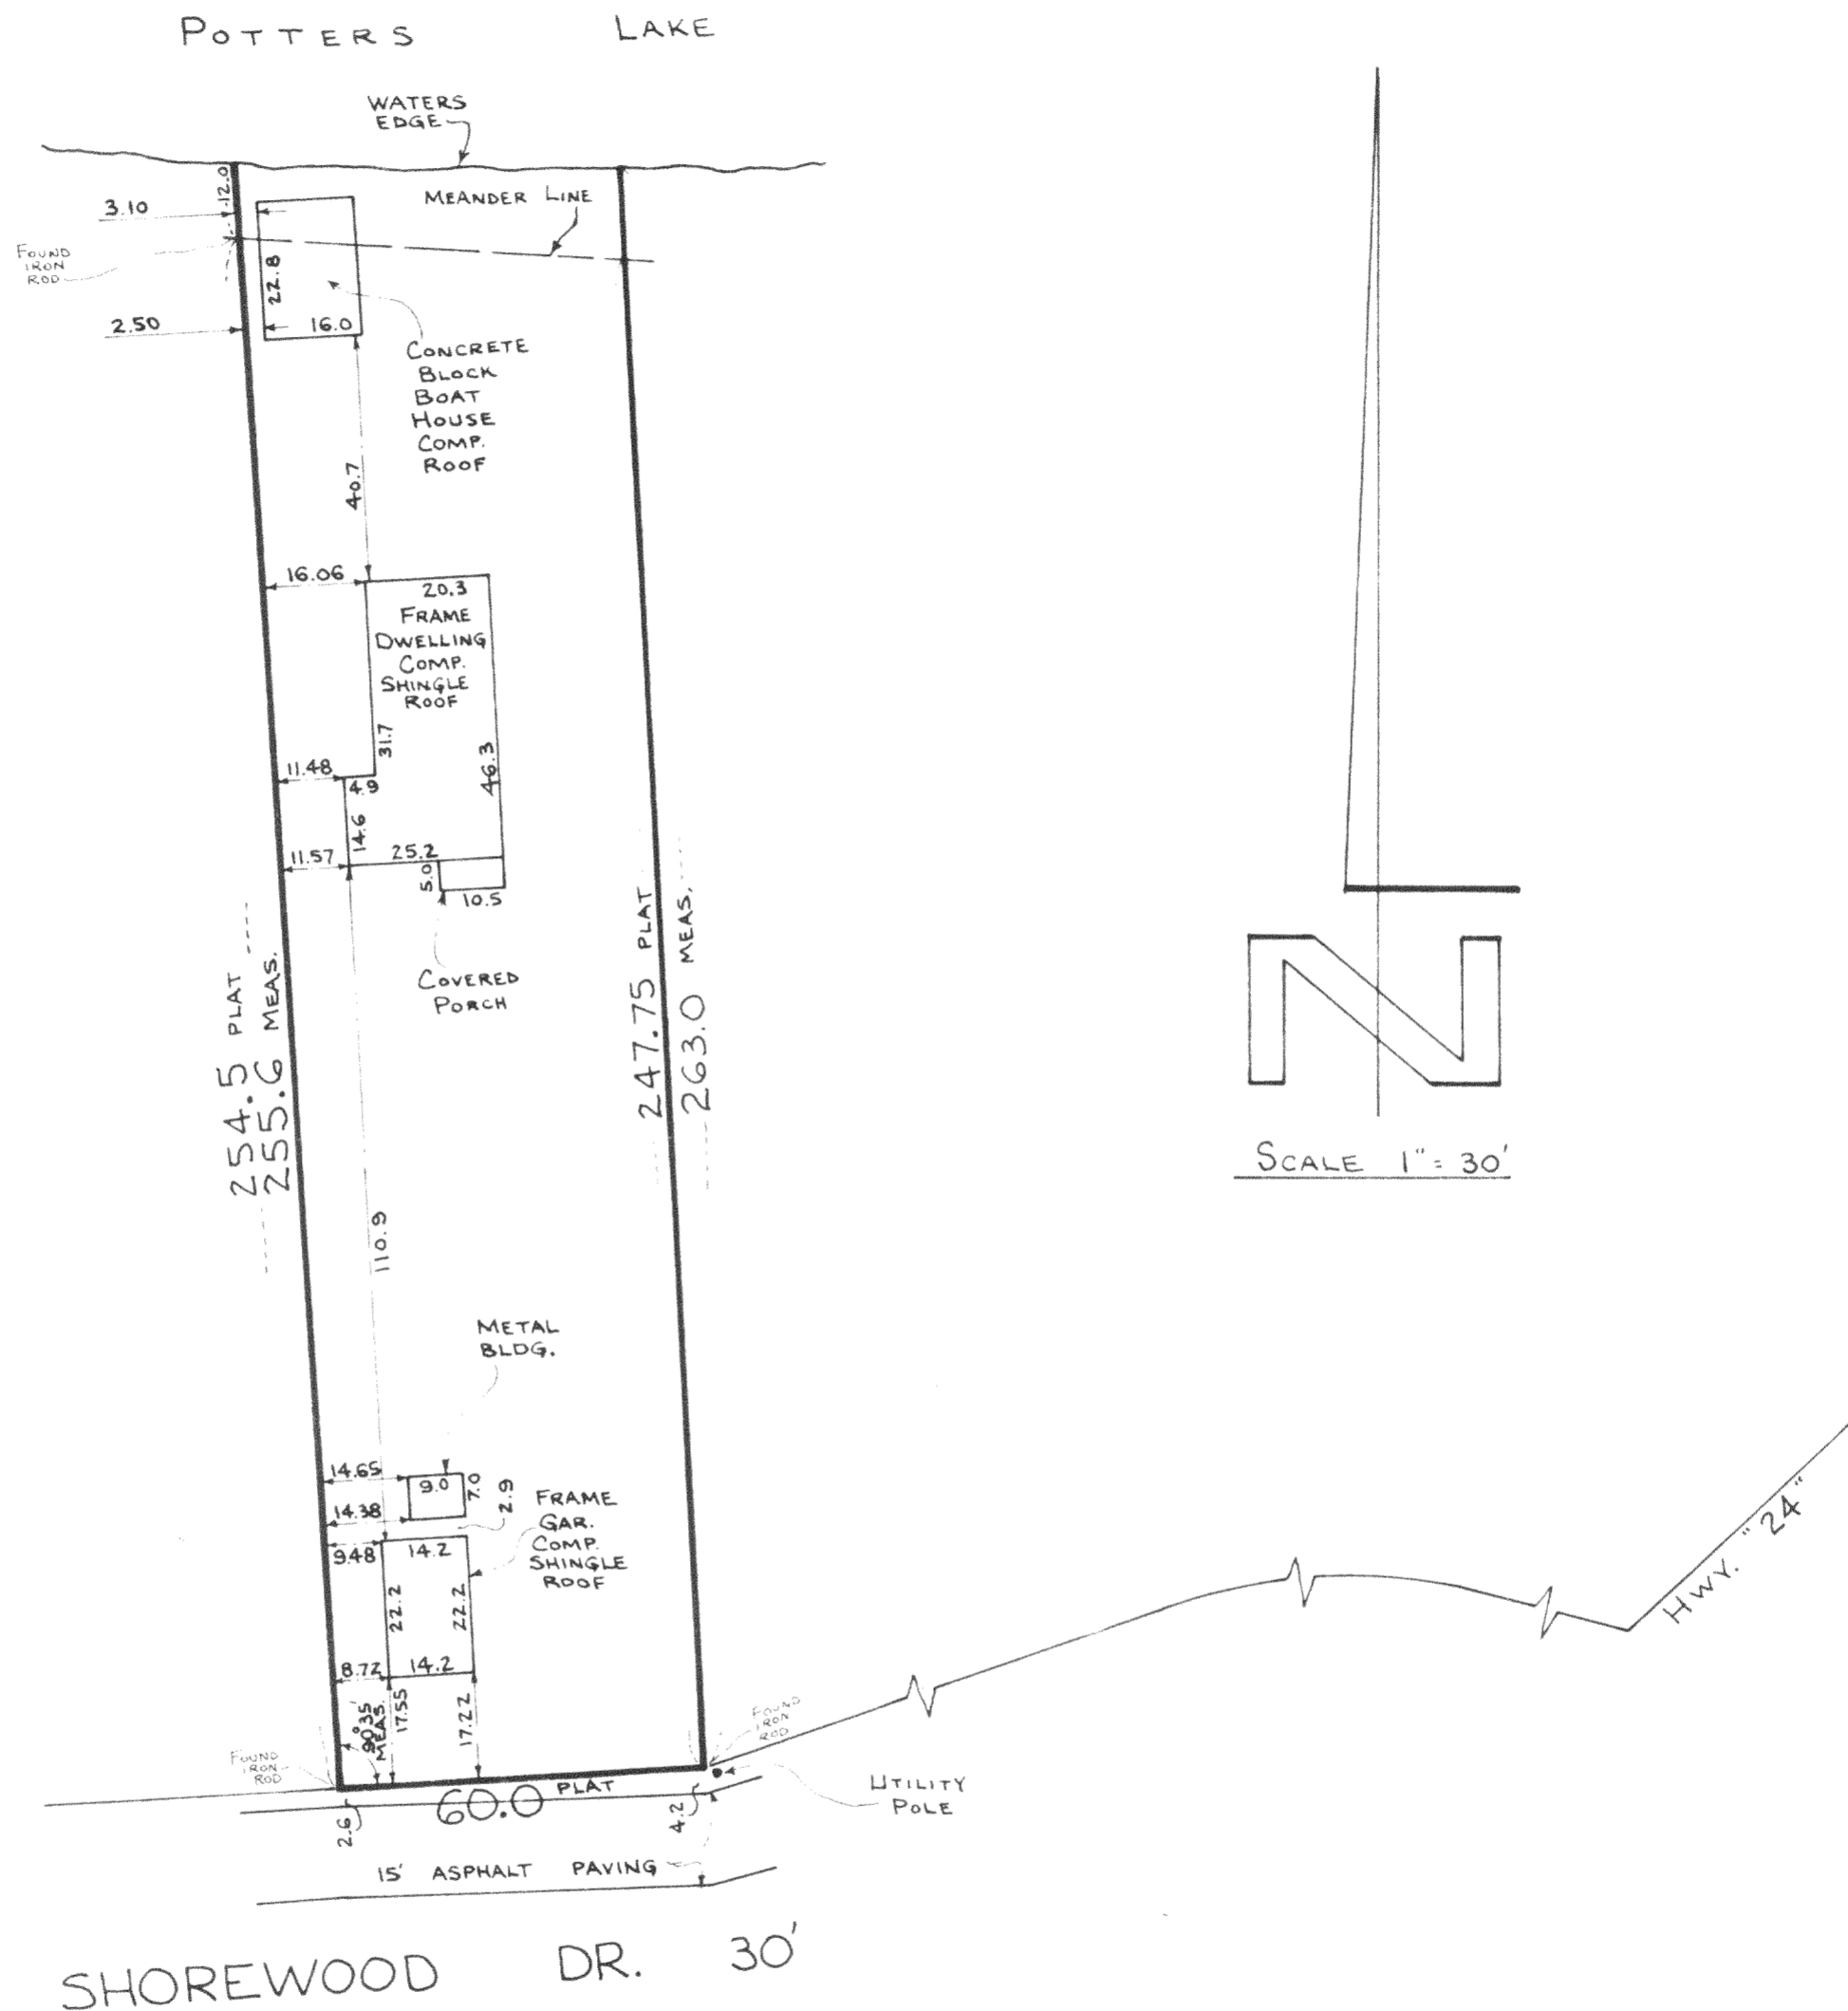 POTTERS LAKE
WATERS
EDGE
12.0
MEANDER LINE
3.10
FOUND
IRON
ROD
22.8
2.50
16.0
CONCRETE
BLOCK
BOAT
HOUSE
COMP.
ROOF
40.7
16.06
20.3
FRAME
DWELLING
COMP.
SHINGLE
ROOF
31.7
46.3
11.48
4.9
14.6
11.57
25.2
5.0
10.5
COVERED
PORCH
254.5 PLAT
255.6 MEAS.
247.75 PLAT
263.0 MEAS.
N
SCALE 1" = 30'
110.9
METAL
BLDG.
14.65
9.0
7.0
2.9
14.38
FRAME
GAR.
COMP.
SHINGLE
ROOF
9.48
14.2
22.2
22.2
8.72
14.2
90°35'
MEAS.
17.55
17.22
FOUND
IRON
ROD
FOUND
IRON
ROD
HWY. "24"
60.0 PLAT
2.6
4.2
UTILITY
POLE
15' ASPHALT PAVING
SHOREWOOD DR. 30'